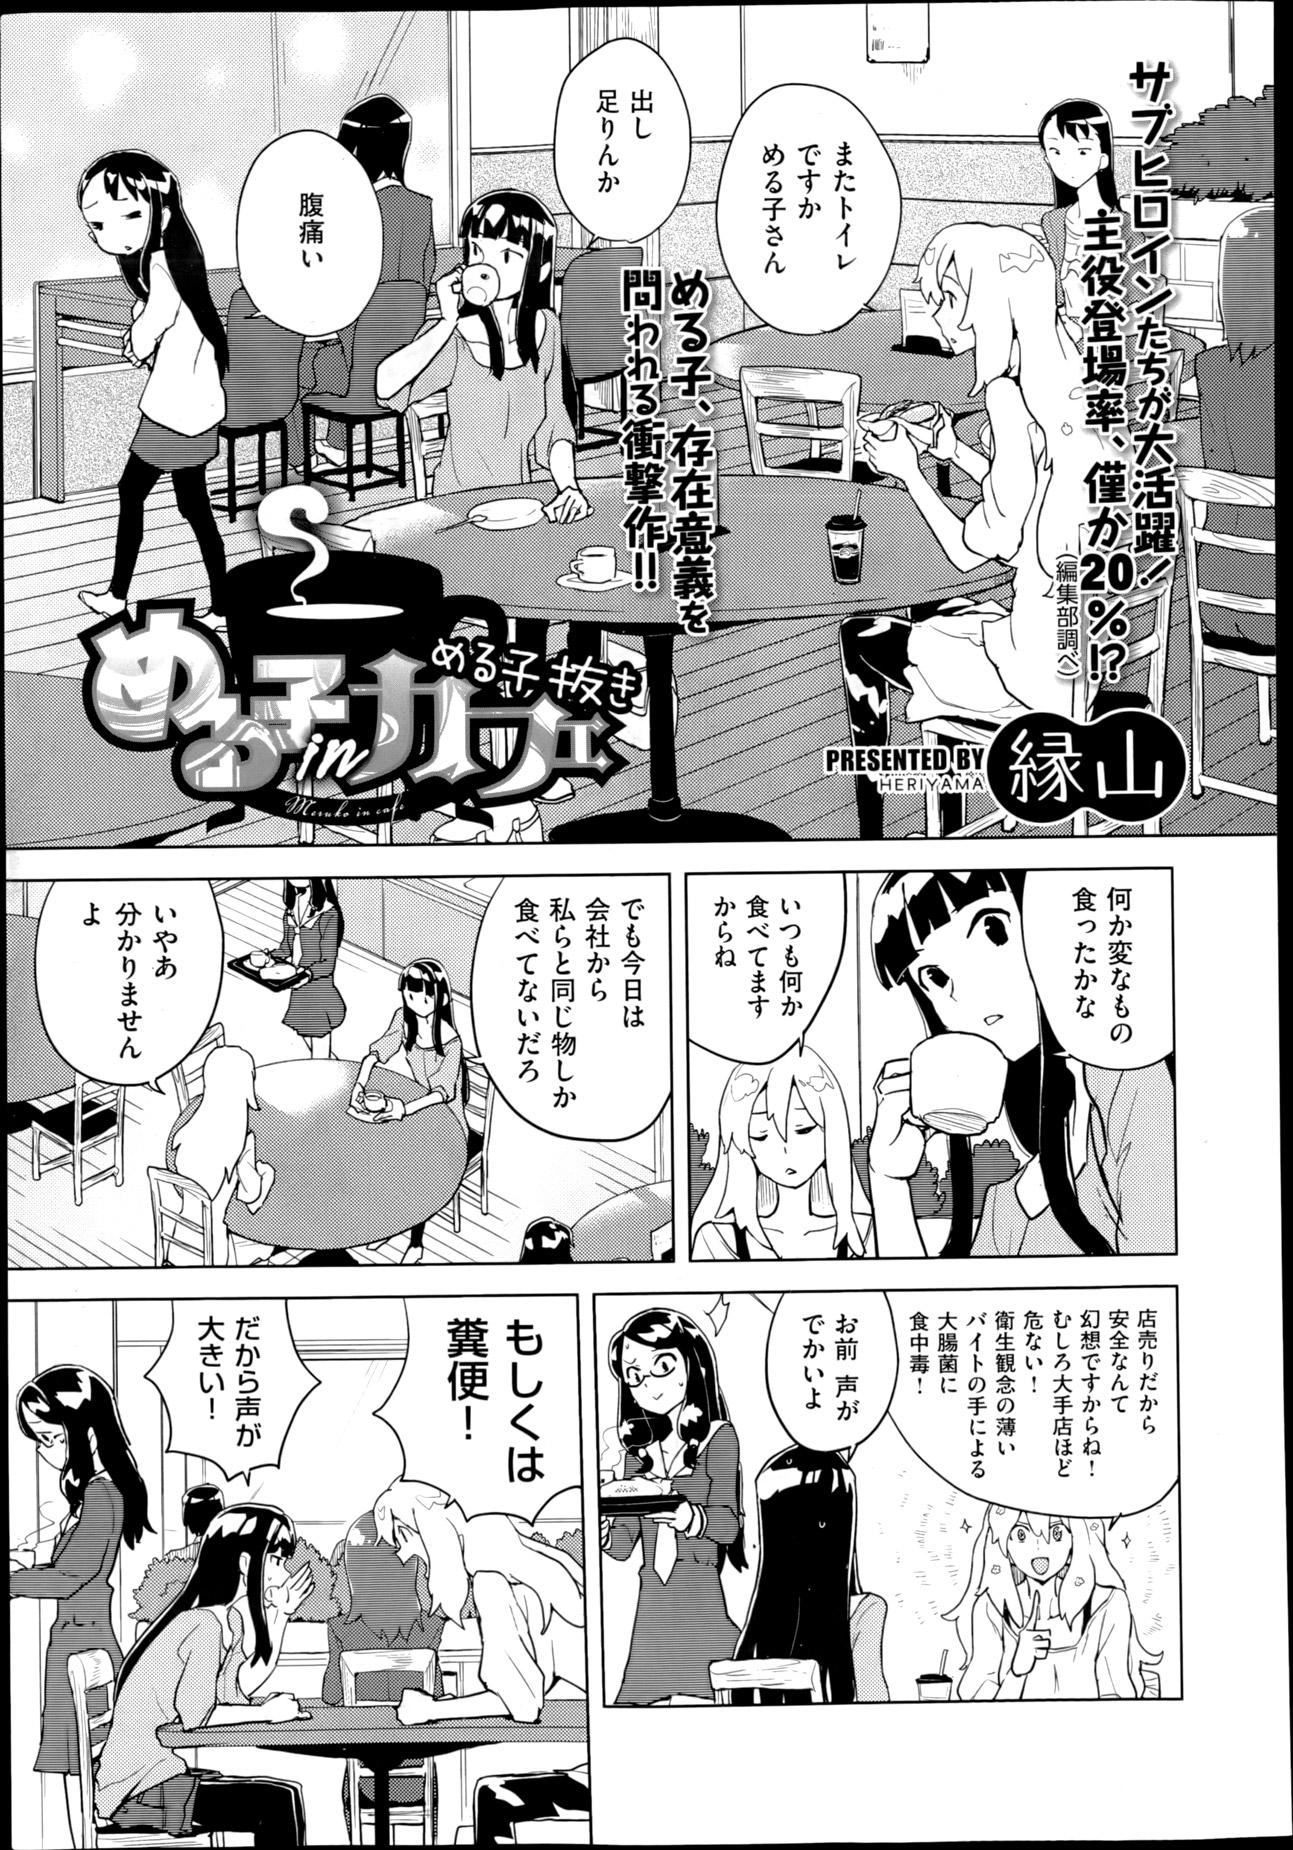 サブヒロインたちが大活躍！
主役登場率、僅か20％!?
（編集部調べ）
またトイレ
ですか
める子さん
出し
足りんか
腹痛い
める子、存在意義を
問われる衝撃作!!
める子inカフェ
める子抜き
Meruko in cafe
PRESENTED BY
HERIYAMA
縁山
何か変なもの
食ったかな
いつも何か
食べてます
からね
でも今日は
会社から
私らと同じ物しか
食べてないだろ
いやあ
分かりません
よ
店売りだから
安全なんて
幻想ですからね！
むしろ大手店ほど
危ない！
衛生観念の薄い
バイトの手による
大腸菌に
食中毒！
お前 声が
でかいよ
もしくは
糞便！
だから声が
大きい！